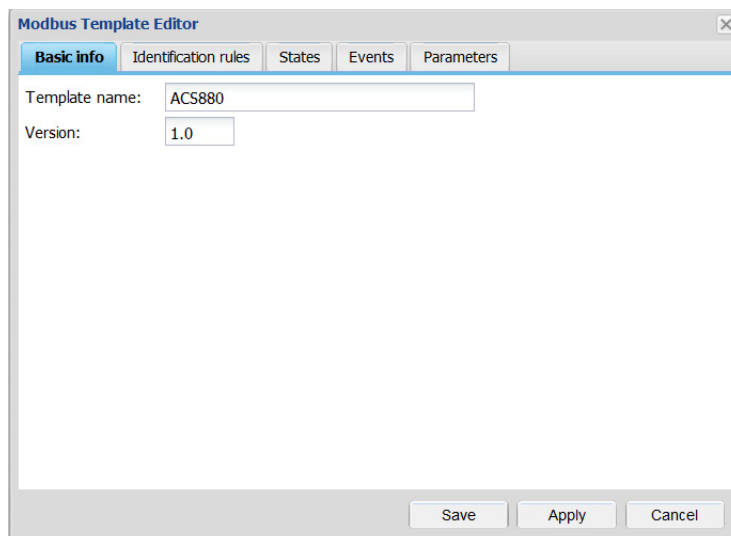 Modbus Template Editor
Basic info Identification rules States Events Parameters
Template name: ACS880
Version: 1.0
Save Apply Cancel